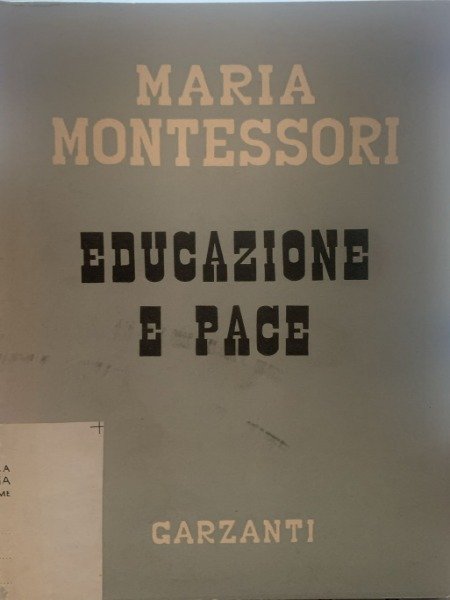 MARIA
MONTESSORI
EDUCAZIONE
E PACE
GARZANTI